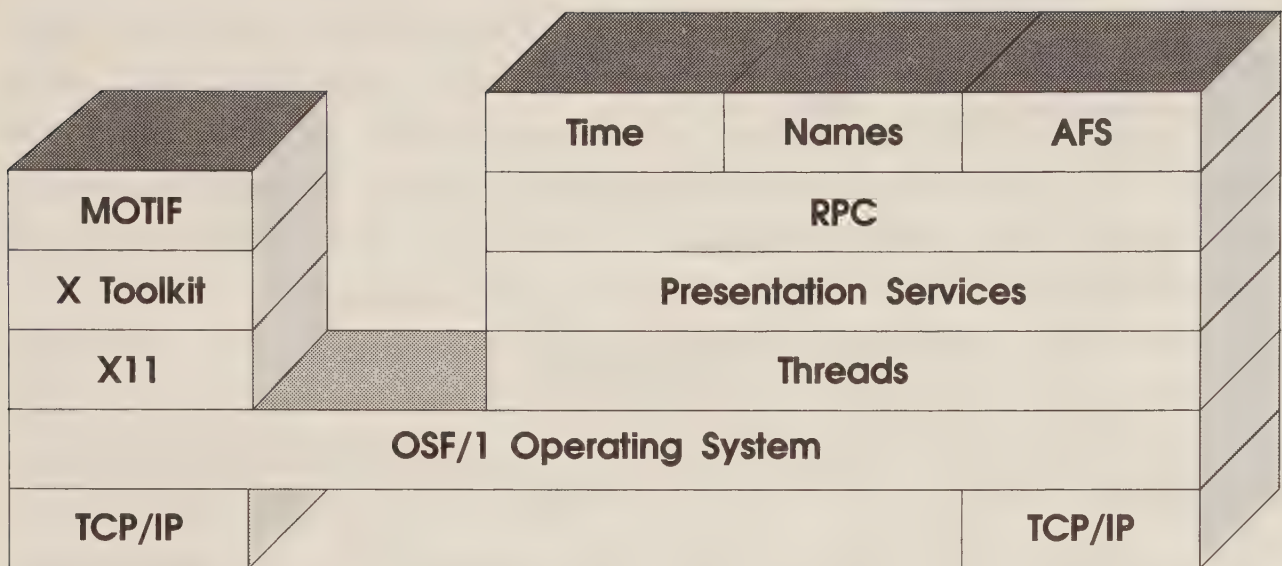 Time Names AFS
MOTIF RPC
X Toolkit Presentation Services
X11 Threads
OSF/1 Operating System
TCP/IP TCP/IP